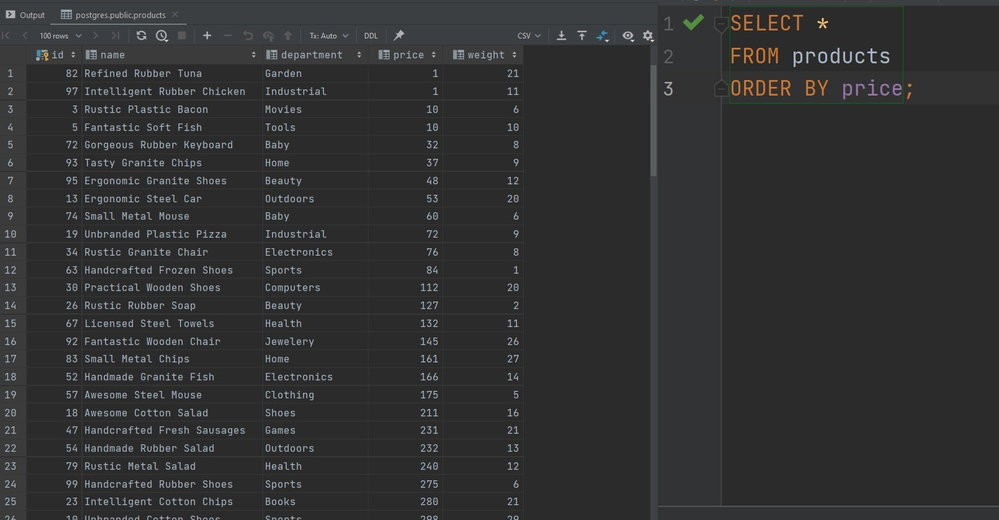 Output postgres.public.products
100 rows Tx: Auto DDL CSV
id name department price weight
1 82 Refined Rubber Tuna Garden 1 21
2 97 Intelligent Rubber Chicken Industrial 1 11
3 3 Rustic Plastic Bacon Movies 10 6
4 5 Fantastic Soft Fish Tools 10 10
5 72 Gorgeous Rubber Keyboard Baby 32 8
6 93 Tasty Granite Chips Home 37 9
7 95 Ergonomic Granite Shoes Beauty 48 12
8 13 Ergonomic Steel Car Outdoors 53 20
9 74 Small Metal Mouse Baby 60 6
10 19 Unbranded Plastic Pizza Industrial 72 9
11 34 Rustic Granite Chair Electronics 76 8
12 63 Handcrafted Frozen Shoes Sports 84 1
13 30 Practical Wooden Shoes Computers 112 20
14 26 Rustic Rubber Soap Beauty 127 2
15 67 Licensed Steel Towels Health 132 11
16 92 Fantastic Wooden Chair Jewelery 145 26
17 83 Small Metal Chips Home 161 27
18 52 Handmade Granite Fish Electronics 166 14
19 57 Awesome Steel Mouse Clothing 175 5
20 18 Awesome Cotton Salad Shoes 211 16
21 47 Handcrafted Fresh Sausages Games 231 21
22 54 Handmade Rubber Salad Outdoors 232 13
23 79 Rustic Metal Salad Health 240 12
24 99 Handcrafted Rubber Shoes Sports 275 6
25 23 Intelligent Cotton Chips Books 280 21
26 10 Unbranded Cotton Shoes Sports 298 29
1 SELECT *
2 FROM products
3 ORDER BY price;